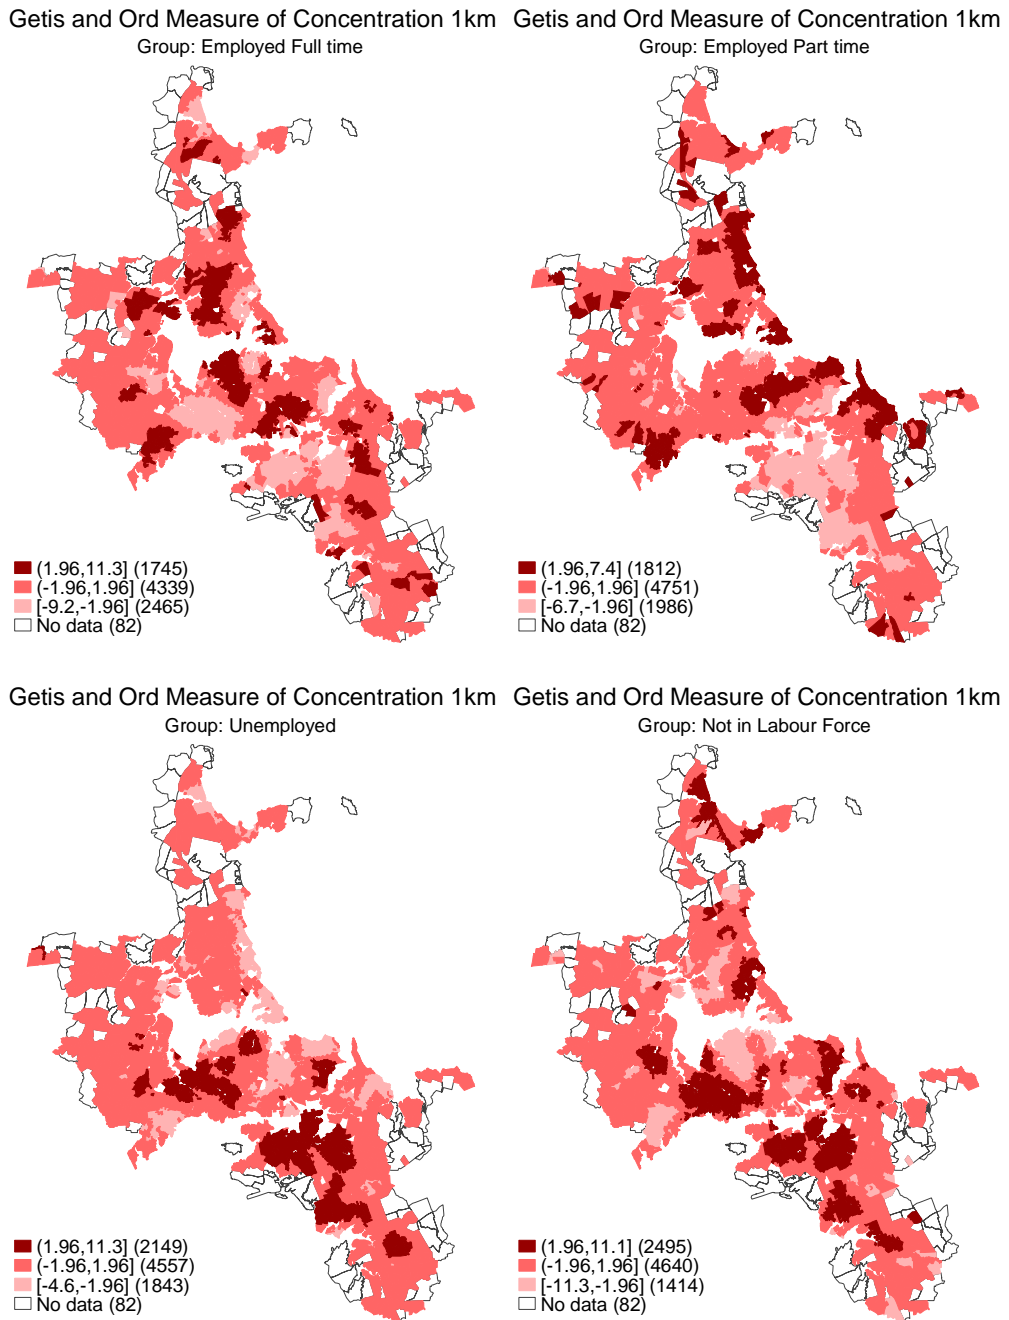 Getis and Ord Measure of Concentration 1km
Group: Employed Full time
(1.96,11.3] (1745)
(-1.96,1.96] (4339)
[-9.2,-1.96] (2465)
No data (82)
Getis and Ord Measure of Concentration 1km
Group: Employed Part time
(1.96,7.4] (1812)
(-1.96,1.96] (4751)
[-6.7,-1.96] (1986)
No data (82)
Getis and Ord Measure of Concentration 1km
Group: Unemployed
(1.96,11.3] (2149)
(-1.96,1.96] (4557)
[-4.6,-1.96] (1843)
No data (82)
Getis and Ord Measure of Concentration 1km
Group: Not in Labour Force
(1.96,11.1] (2495)
(-1.96,1.96] (4640)
[-11.3,-1.96] (1414)
No data (82)